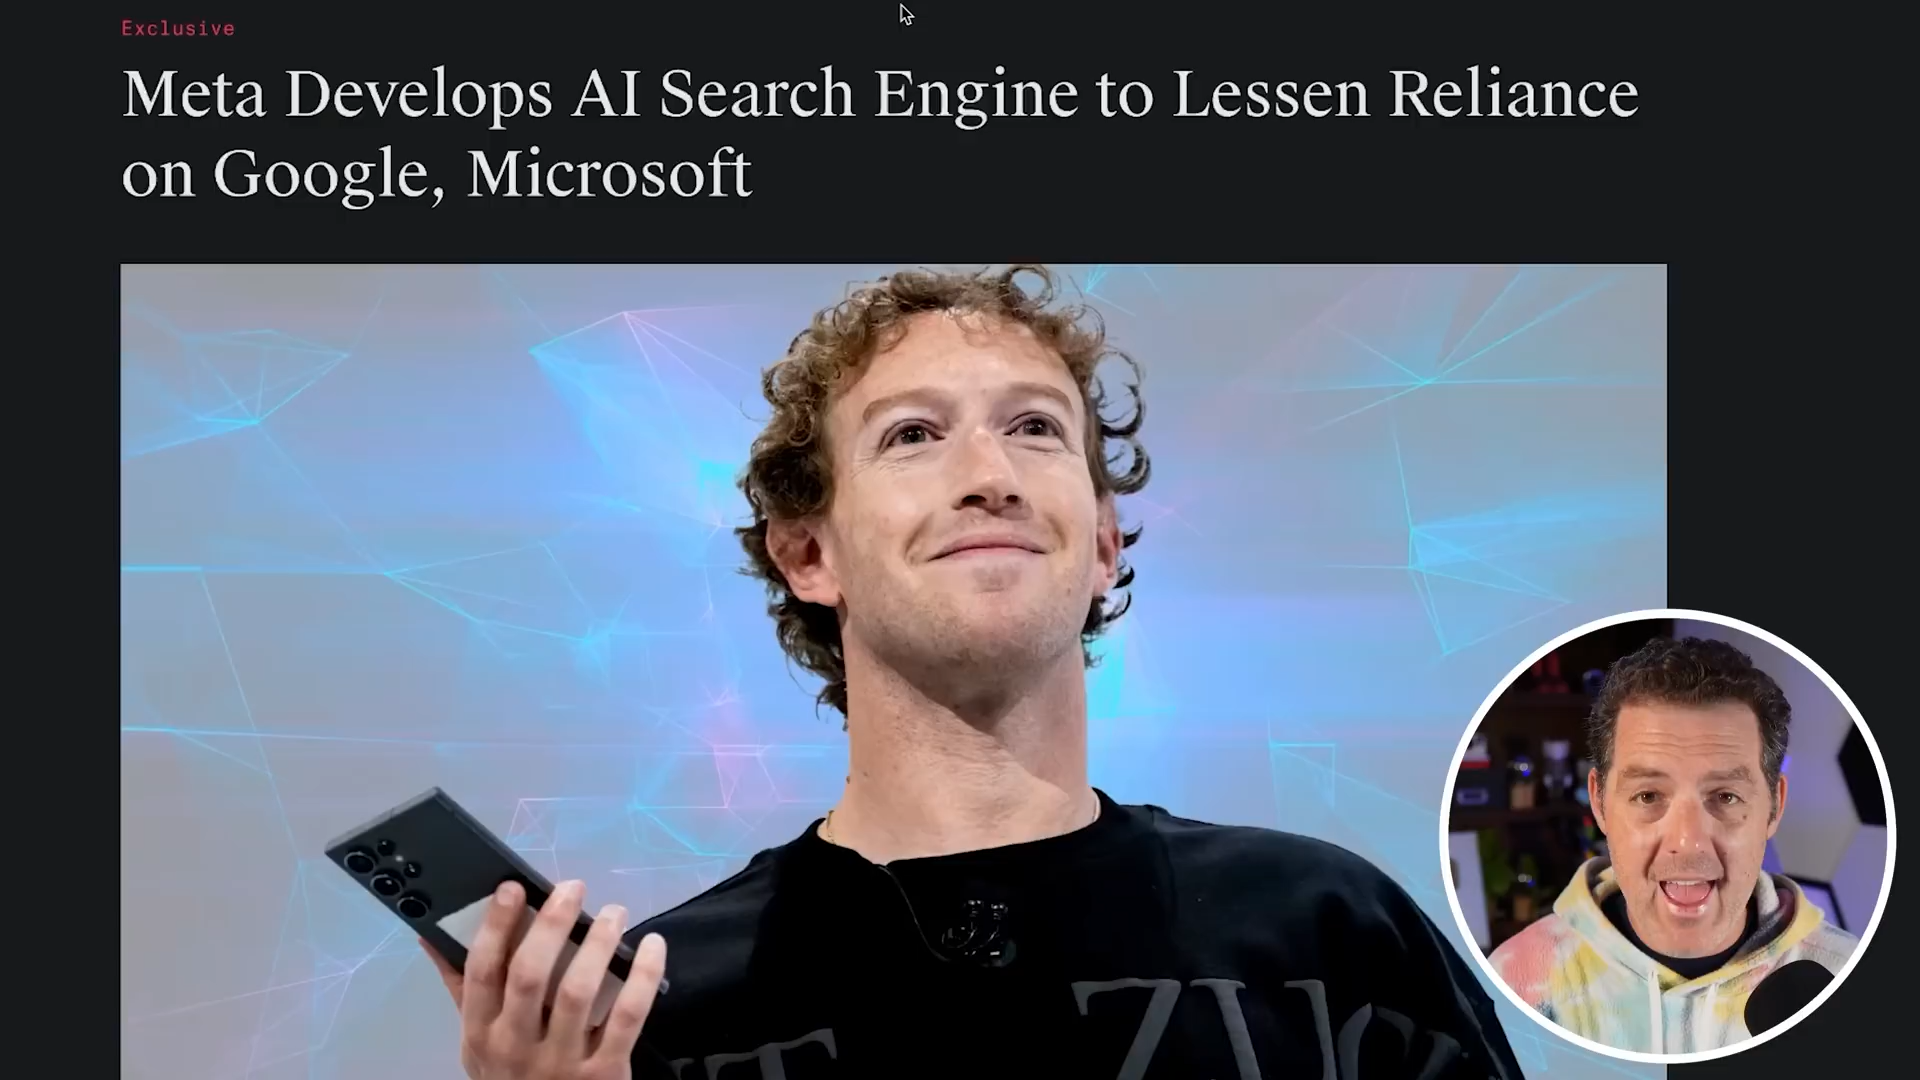 Exclusive
Meta Develops AI Search Engine to Lessen Reliance
on Google, Microsoft